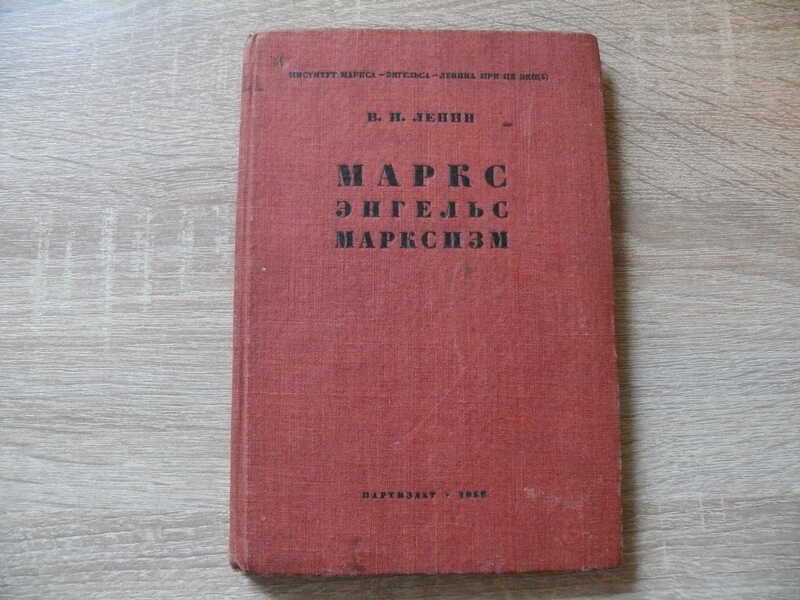 ИНСТИТУТ МАРКСА–ЭНГЕЛЬСА–ЛЕНИНА ПРИ ЦК ВКП(б)
В. И. ЛЕНИН
МАРКС
ЭНГЕЛЬС
МАРКСИЗМ
ПАРТИЗДАТ •